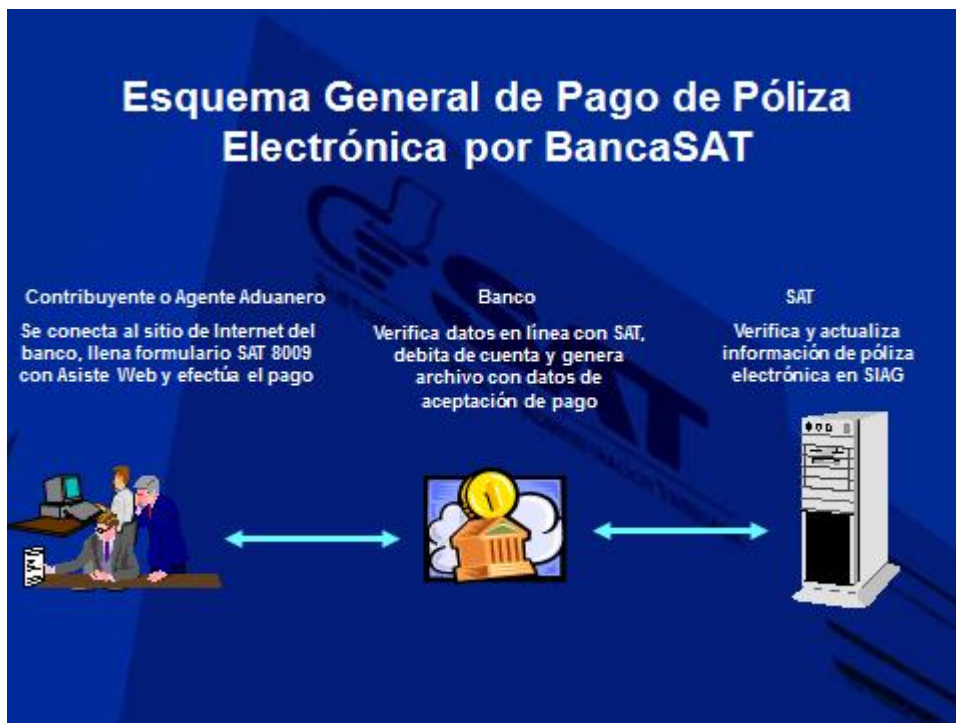 Esquema General de Pago de Póliza
Electrónica por BancaSAT
Contribuyente o Agente Aduanero
Se conecta al sitio de Internet del
banco, llena formulario SAT 8009
con Asiste Web y efectúa el pago
Banco
Verifica datos en línea con SAT,
debita de cuenta y genera
archivo con datos de
aceptación de pago
SAT
Verifica y actualiza
información de póliza
electrónica en SIAG
SAT